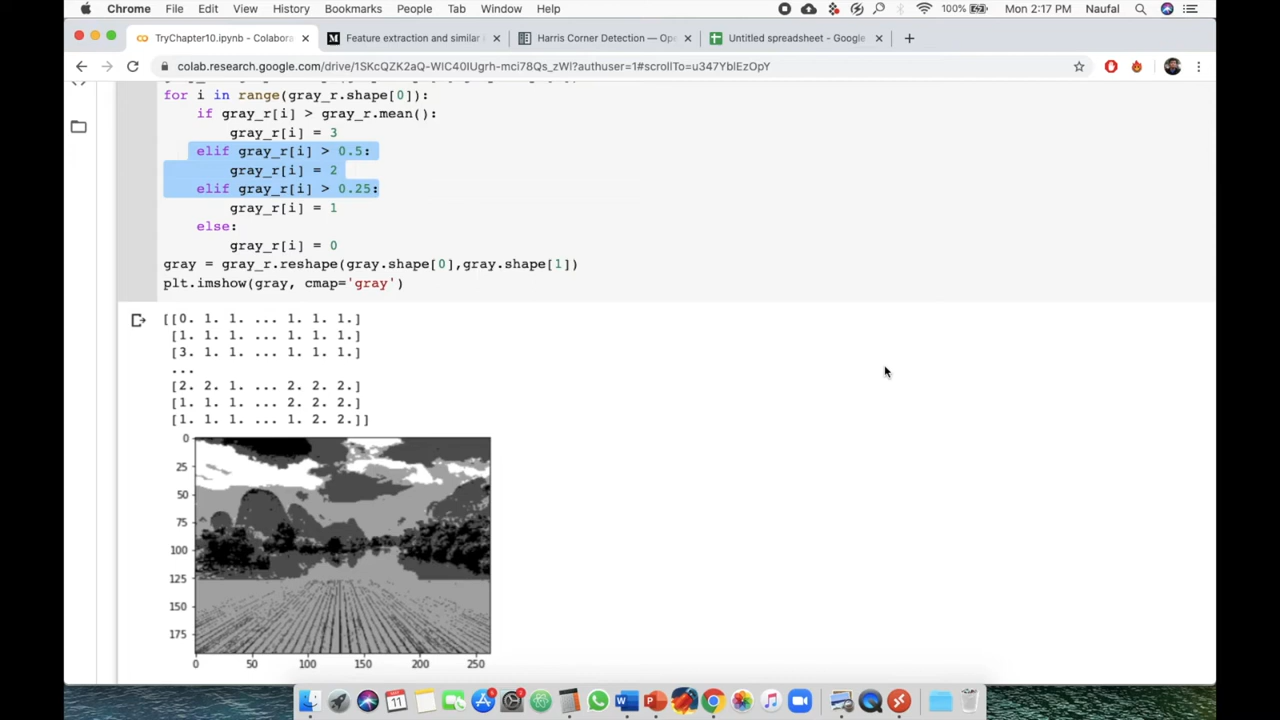 Chrome File Edit View History Bookmarks People Tab Window Help 100% Mon 2:17 PM Naufal
TryChapter10.ipynb - Colabora Feature extraction and similar Harris Corner Detection — Ope Untitled spreadsheet - Google
colab.research.google.com/drive/1SKcQZK2aQ-WIC40IUgrh-mci78Qs_zWl?authuser=1#scrollTo=u347YblEzOpY
for i in range(gray_r.shape[0]):
if gray_r[i] > gray_r.mean():
gray_r[i] = 3
elif gray_r[i] > 0.5:
gray_r[i] = 2
elif gray_r[i] > 0.25:
gray_r[i] = 1
else:
gray_r[i] = 0
gray = gray_r.reshape(gray.shape[0],gray.shape[1])
plt.imshow(gray, cmap='gray')
[[0. 1. 1. ... 1. 1. 1.]
[1. 1. 1. ... 1. 1. 1.]
[3. 1. 1. ... 1. 1. 1.]
...
[2. 2. 1. ... 2. 2. 2.]
[1. 1. 1. ... 2. 2. 2.]
[1. 1. 1. ... 1. 2. 2.]]
0
25
50
75
100
125
150
175
0 50 100 150 200 250
11